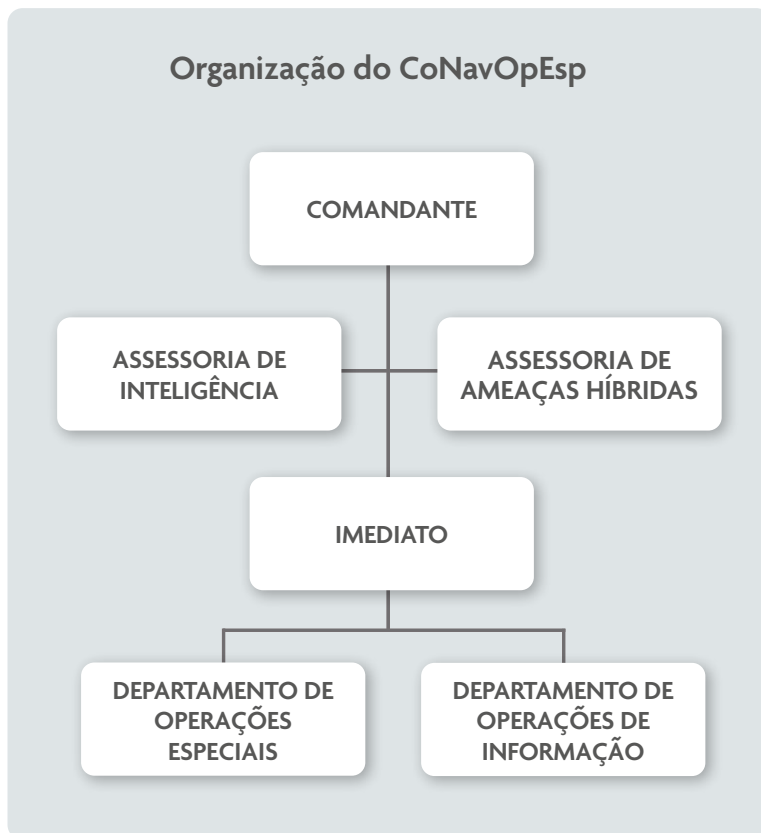 Organização do CoNavOpEsp
COMANDANTE
ASSESSORIA DE
INTELIGÊNCIA
ASSESSORIA DE
AMEAÇAS HÍBRIDAS
IMEDIATO
DEPARTAMENTO DE
OPERAÇÕES
ESPECIAIS
DEPARTAMENTO DE
OPERAÇÕES DE
INFORMAÇÃO